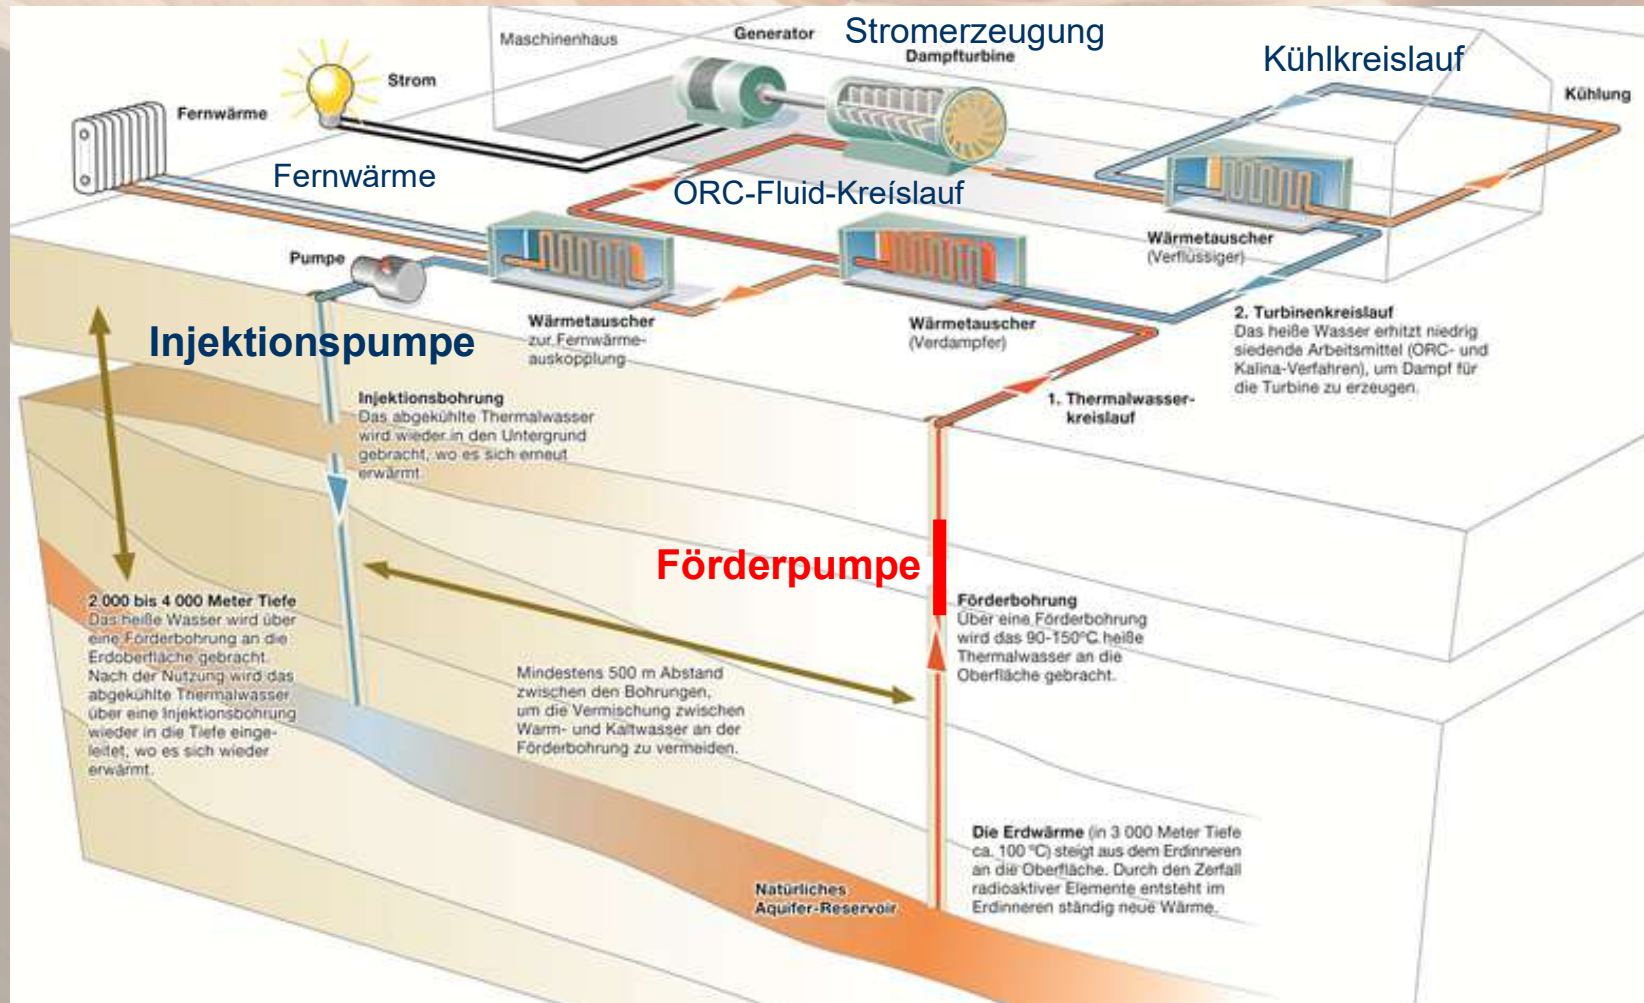 Stromerzeugung
Maschinenhaus
Generator
Dampfturbine
Kühlkreislauf
Kühlung
Strom
Fernwärme
Fernwärme
ORC-Fluid-Kreíslauf
Wärmetauscher
(Verflüssiger)
Pumpe
Injektionspumpe
Wärmetauscher
zur Fernwärme-
auskopplung
Wärmetauscher
(Verdampfer)
2. Turbinenkreislauf
Das heiße Wasser erhitzt niedrig
siedende Arbeitsmittel (ORC- und
Kalina-Verfahren), um Dampf für
die Turbine zu erzeugen.
Injektionsbohrung
Das abgekühlte Thermalwasser
wird wieder in den Untergrund
gebracht, wo es sich erneut
erwärmt.
1. Thermalwasser-
kreislauf
Förderpumpe
2 000 bis 4 000 Meter Tiefe
Das heiße Wasser wird über
eine Förderbohrung an die
Erdoberfläche gebracht.
Nach der Nutzung wird das
abgekühlte Thermalwasser
über eine Injektionsbohrung
wieder in die Tiefe einge-
leitet, wo es sich wieder
erwärmt.
Förderbohrung
Über eine Förderbohrung
wird das 90-150°C heiße
Thermalwasser an die
Oberfläche gebracht.
Mindestens 500 m Abstand
zwischen den Bohrungen,
um die Vermischung zwischen
Warm- und Kaltwasser an der
Förderbohrung zu vermeiden.
Die Erdwärme (in 3 000 Meter Tiefe
ca. 100 °C) steigt aus dem Erdinneren
an die Oberfläche. Durch den Zerfall
radioaktiver Elemente entsteht im
Erdinneren ständig neue Wärme.
Natürliches
Aquifer-Reservoir